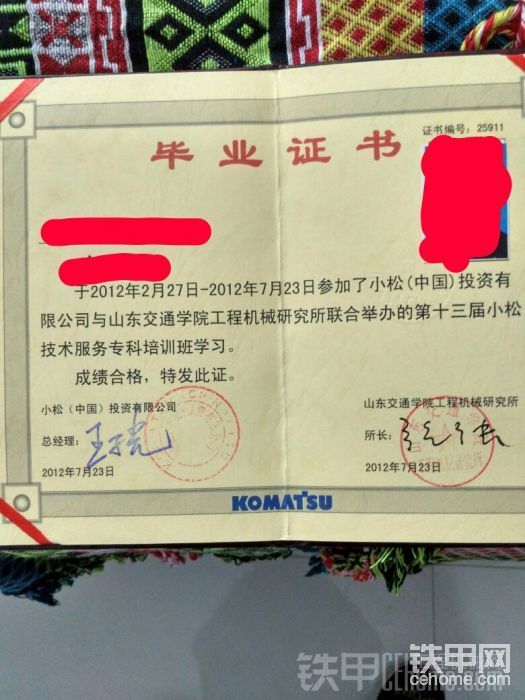 证书编号：25911
毕业证书
于2012年2月27日-2012年7月23日参加了小松(中国)投资有
限公司与山东交通学院工程机械研究所联合举办的第十三届小松
技术服务专科培训班学习。
成绩合格，特发此证。
小松（中国）投资有限公司
总经理：
2012年7月23日
山东交通学院工程机械研究所
所长：
2012年7月23日
KOMATSU
铁甲网
cehome.com